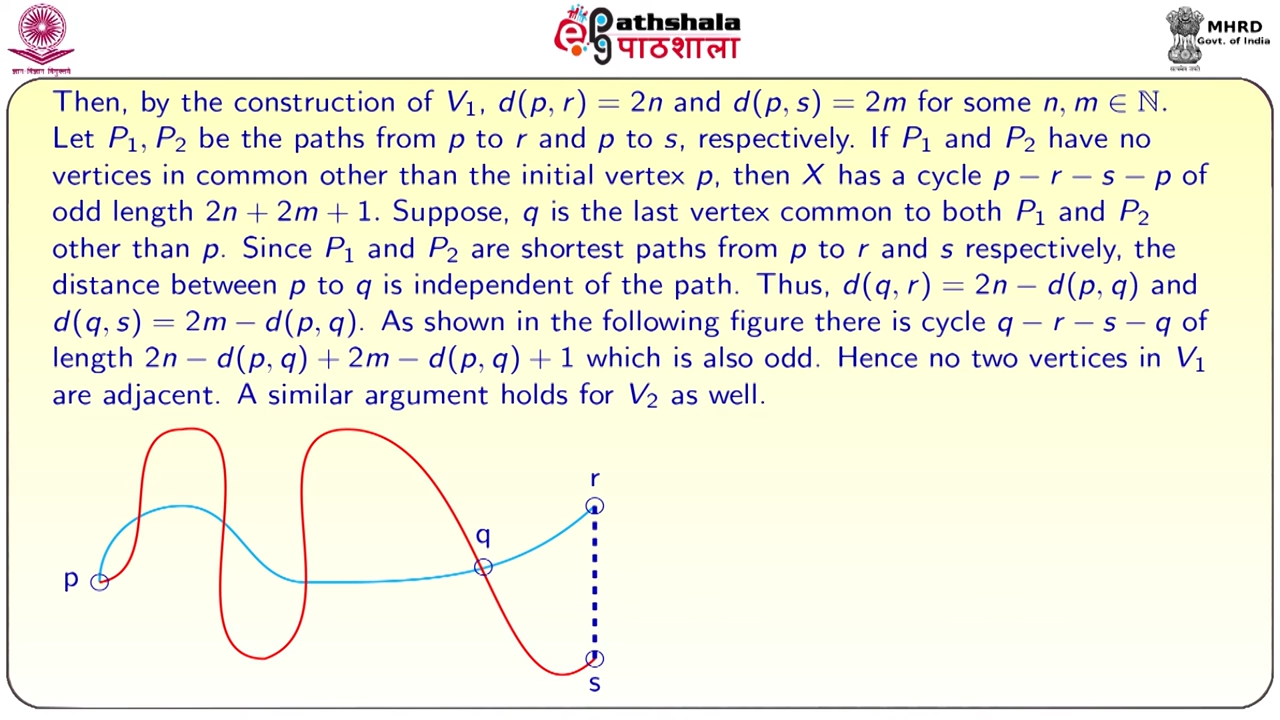 ज्ञान-विज्ञान विमुक्तये
ePG Pathshala
पाठशाला
MHRD
Govt. of India
सत्यमेव जयते
Then, by the construction of V₁, d(p, r) = 2n and d(p, s) = 2m for some n, m ∈ ℕ.
Let P₁, P₂ be the paths from p to r and p to s, respectively. If P₁ and P₂ have no
vertices in common other than the initial vertex p, then X has a cycle p − r − s − p of
odd length 2n + 2m + 1. Suppose, q is the last vertex common to both P₁ and P₂
other than p. Since P₁ and P₂ are shortest paths from p to r and s respectively, the
distance between p to q is independent of the path. Thus, d(q, r) = 2n − d(p, q) and
d(q, s) = 2m − d(p, q). As shown in the following figure there is cycle q − r − s − q of
length 2n − d(p, q) + 2m − d(p, q) + 1 which is also odd. Hence no two vertices in V₁
are adjacent. A similar argument holds for V₂ as well.
r
q
p
s